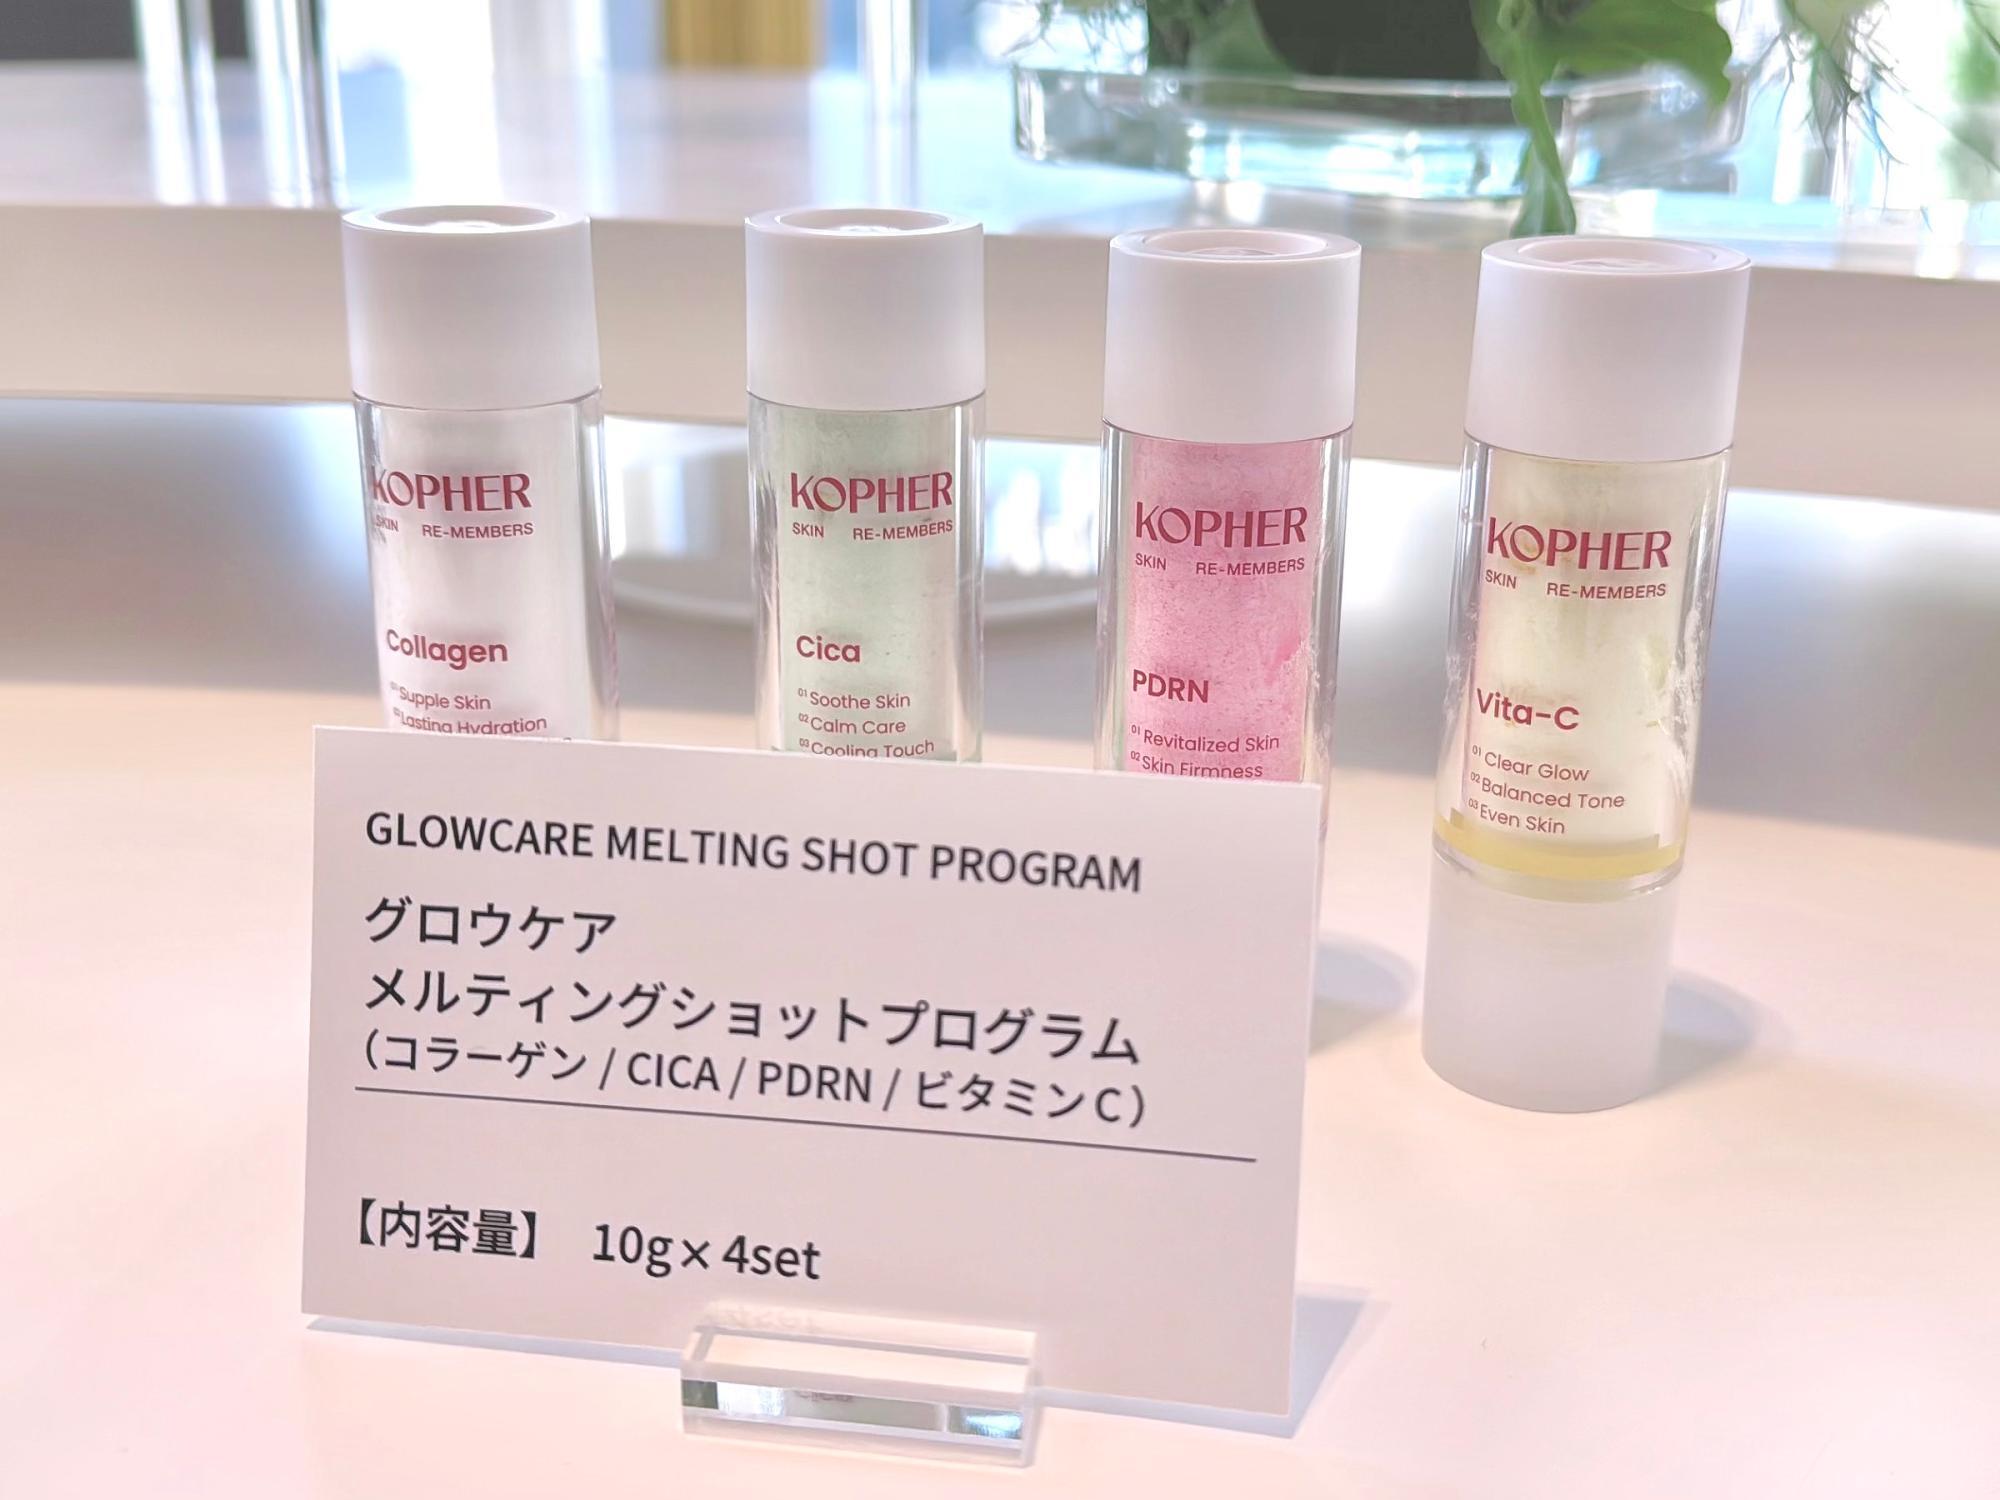 KOPHER
SKIN RE-MEMBERS
Collagen
01 Supple Skin
02 Lasting Hydration
KOPHER
SKIN RE-MEMBERS
Cica
01 Soothe Skin
02 Calm Care
03 Cooling Touch
KOPHER
SKIN RE-MEMBERS
PDRN
01 Revitalized Skin
02 Skin Firmness
KOPHER
SKIN RE-MEMBERS
Vita-C
01 Clear Glow
02 Balanced Tone
03 Even Skin
GLOWCARE MELTING SHOT PROGRAM
グロウケア
メルティングショットプログラム
（コラーゲン / CICA / PDRN / ビタミンC）
【内容量】 10g×4set